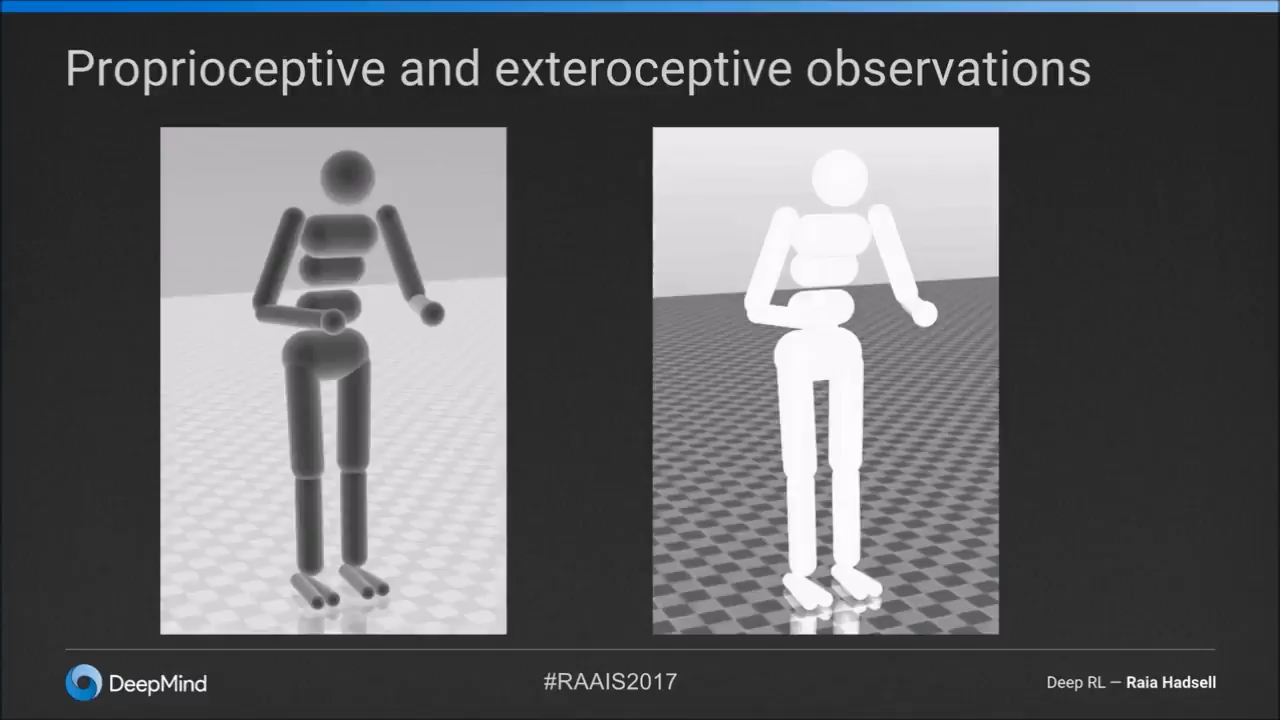 Proprioceptive and exteroceptive observations
DeepMind
#RAAIS2017
Deep RL — Raia Hadsell